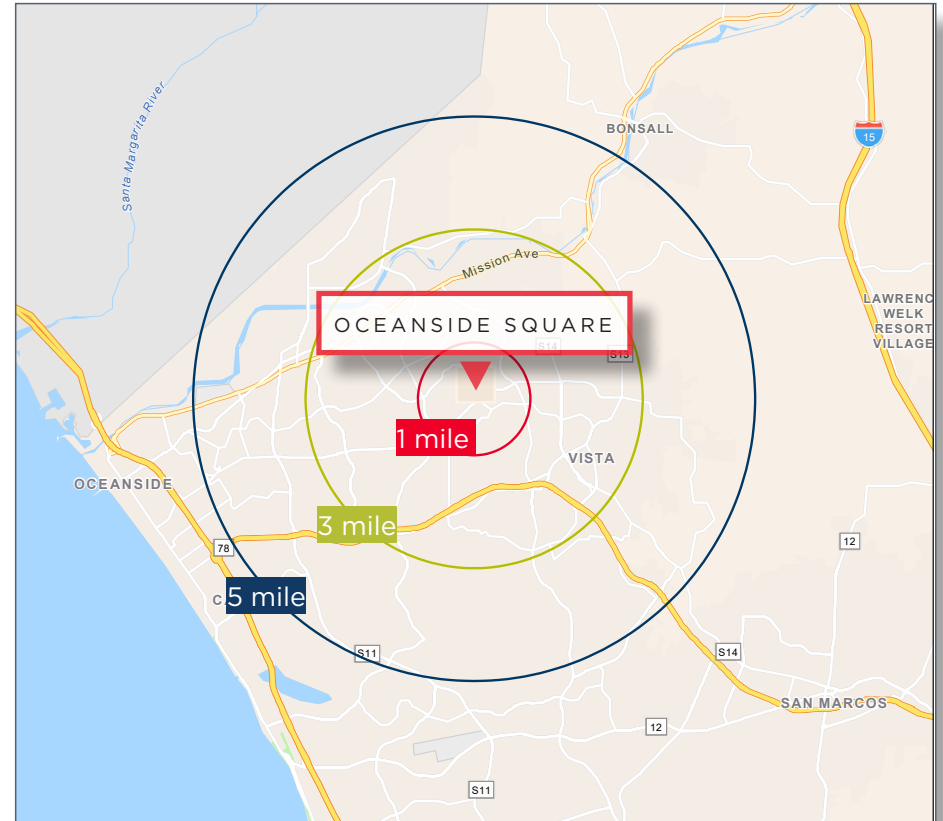 BONSALL
15
Santa Margarita River
Mission Ave
LAWRENC
WELK
RESORT
VILLAGE
OCEANSIDE SQUARE
S14
S13
1 mile
VISTA
OCEANSIDE
3 mile
78
12
5 mile
C
S11
S14
SAN MARCOS
12
S11